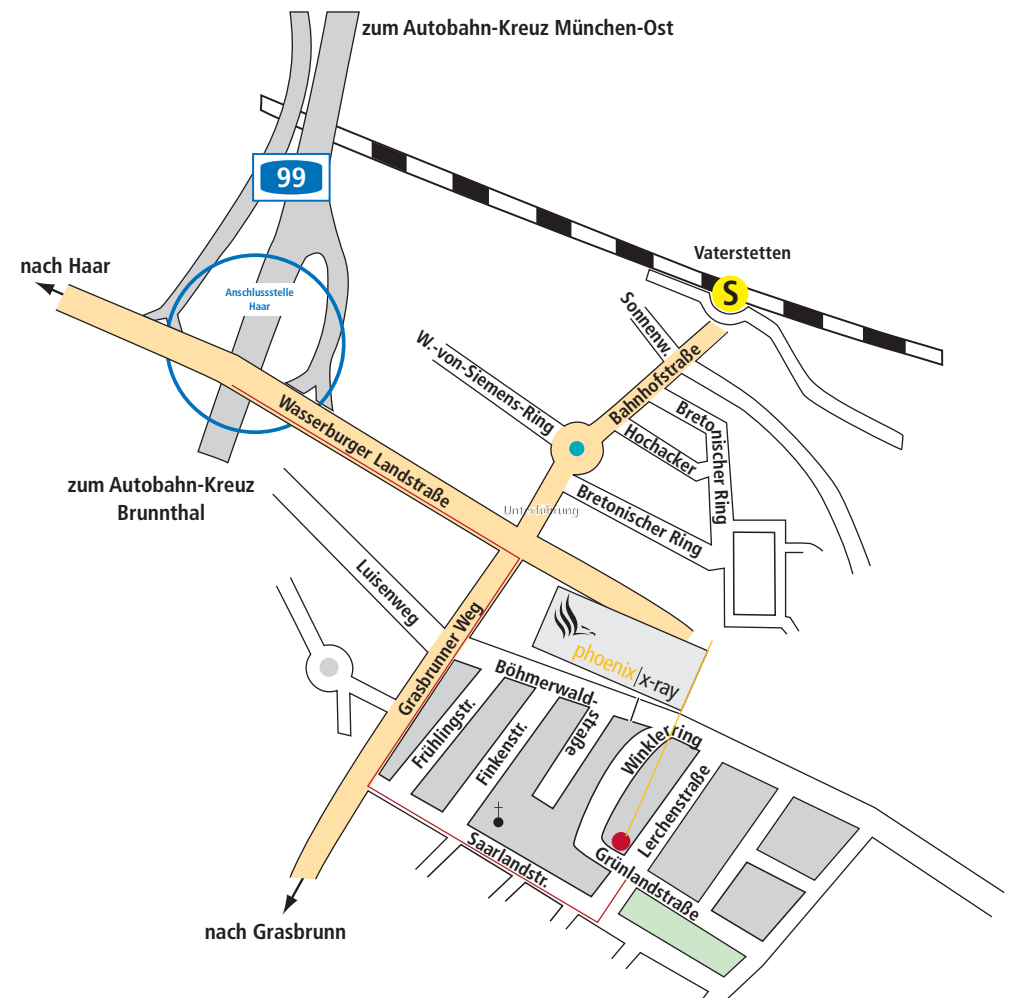 zum Autobahn-Kreuz München-Ost
99
Vaterstetten
nach Haar
S
Anschlussstelle
Haar
Sonnenw.
W.-von-Siemens-Ring
Bahnhofstraße
Bretonischer Ring
Hochacker
Wasserburger Landstraße
zum Autobahn-Kreuz
Brunnthal
Bretonischer Ring
Unterführung
Luisenweg
Grasbrunner Weg
phoenix|x-ray
Böhmerwald-
straße
Frühlingstr.
Finkenstr.
Winklerring
Lerchenstraße
Saarlandstr.
Grünlandstraße
nach Grasbrunn